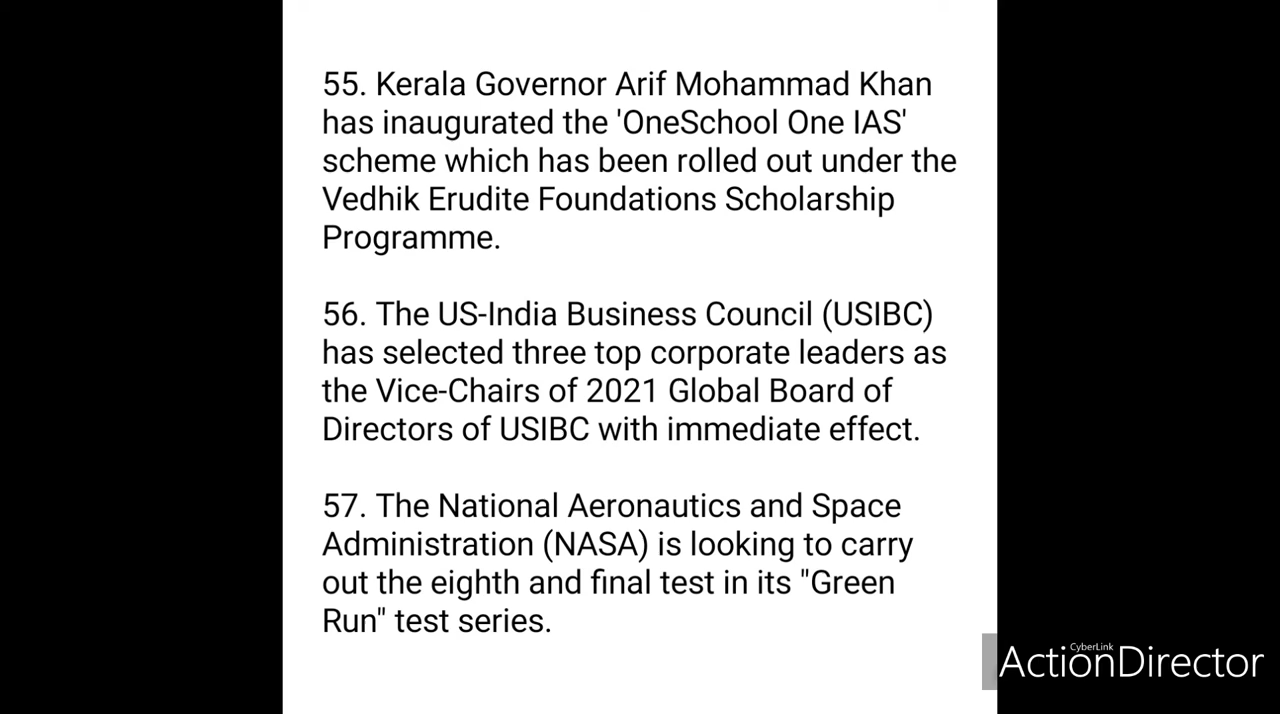 55. Kerala Governor Arif Mohammad Khan
has inaugurated the 'OneSchool One IAS'
scheme which has been rolled out under the
Vedhik Erudite Foundations Scholarship
Programme.
56. The US-India Business Council (USIBC)
has selected three top corporate leaders as
the Vice-Chairs of 2021 Global Board of
Directors of USIBC with immediate effect.
57. The National Aeronautics and Space
Administration (NASA) is looking to carry
out the eighth and final test in its "Green
Run" test series.
CyberLink
ActionDirector